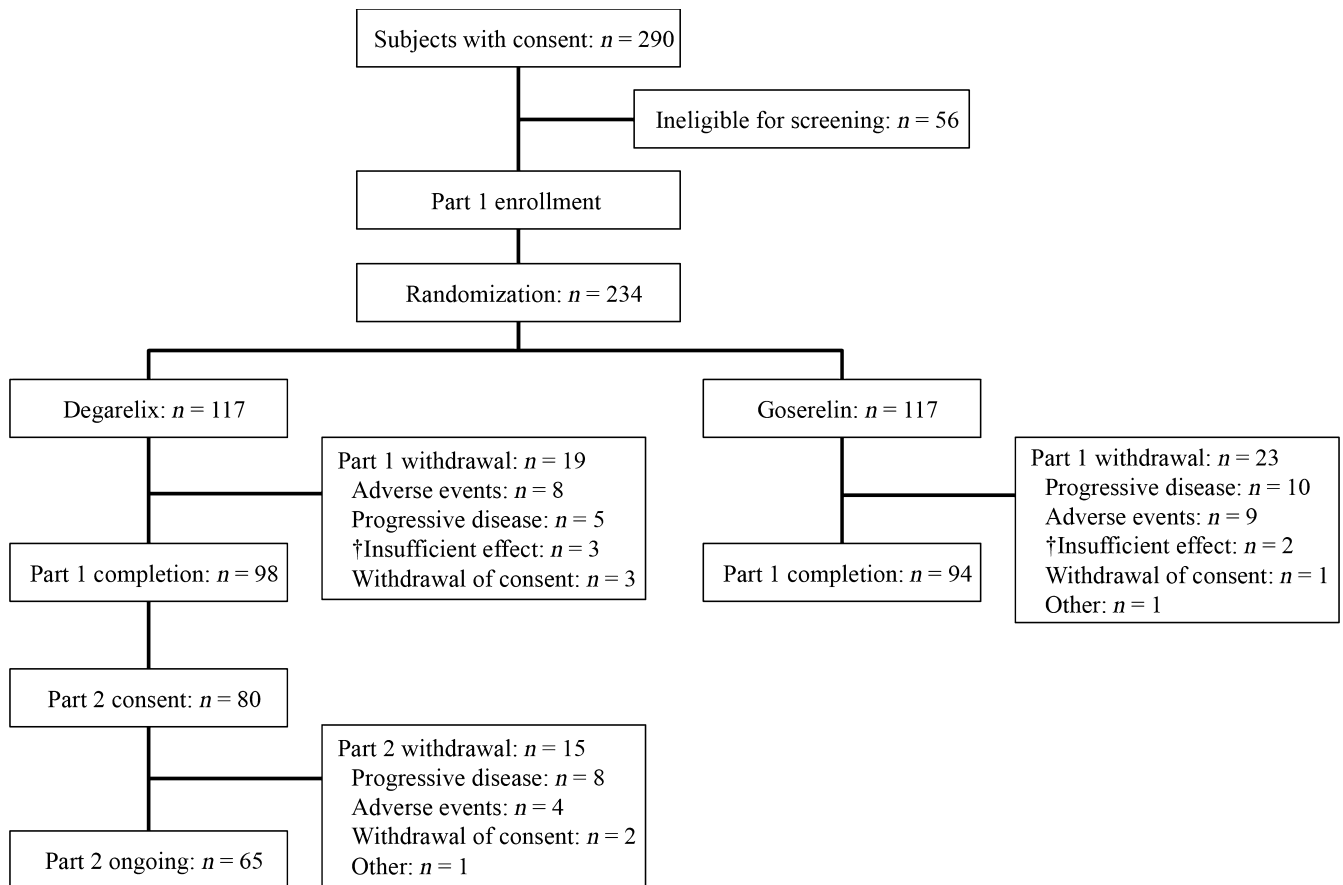 Subjects with consent: n = 290
Ineligible for screening: n = 56
Part 1 enrollment
Randomization: n = 234
Degarelix: n = 117
Goserelin: n = 117
Part 1 withdrawal: n = 19
Adverse events: n = 8
Progressive disease: n = 5
†Insufficient effect: n = 3
Withdrawal of consent: n = 3
Part 1 withdrawal: n = 23
Progressive disease: n = 10
Adverse events: n = 9
†Insufficient effect: n = 2
Withdrawal of consent: n = 1
Other: n = 1
Part 1 completion: n = 98
Part 1 completion: n = 94
Part 2 consent: n = 80
Part 2 withdrawal: n = 15
Progressive disease: n = 8
Adverse events: n = 4
Withdrawal of consent: n = 2
Other: n = 1
Part 2 ongoing: n = 65